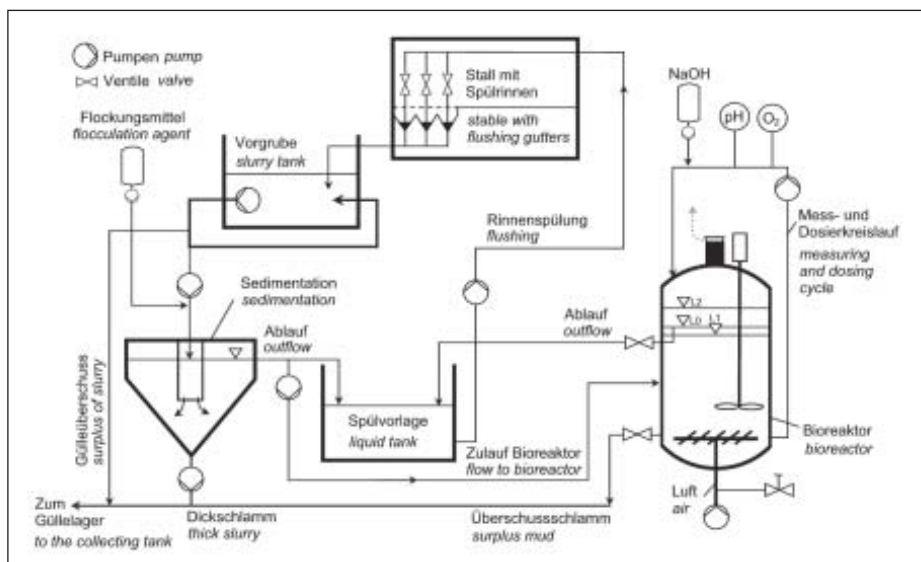 Pumpen pump
Ventile valve
Flockungsmittel
flocculation agent
Vorgrube
slurry tank
Stall mit
Spülrinnen
stable with
flushing gutters
NaOH
pH
O₂
Mess- und
Dosierkreislauf
measuring
and dosing
cycle
Rinnenspülung
flushing
Sedimentation
sedimentation
Ablauf
outflow
Ablauf
outflow
L2
L0
L1
Gülleüberschuss
surplus of slurry
Spülvorlage
liquid tank
Zulauf Bioreaktor
flow to bioreactor
Bioreaktor
bioreactor
Luft
air
Zum
Güllelager
to the collecting tank
Dickschlamm
thick slurry
Überschussschlamm
surplus mud